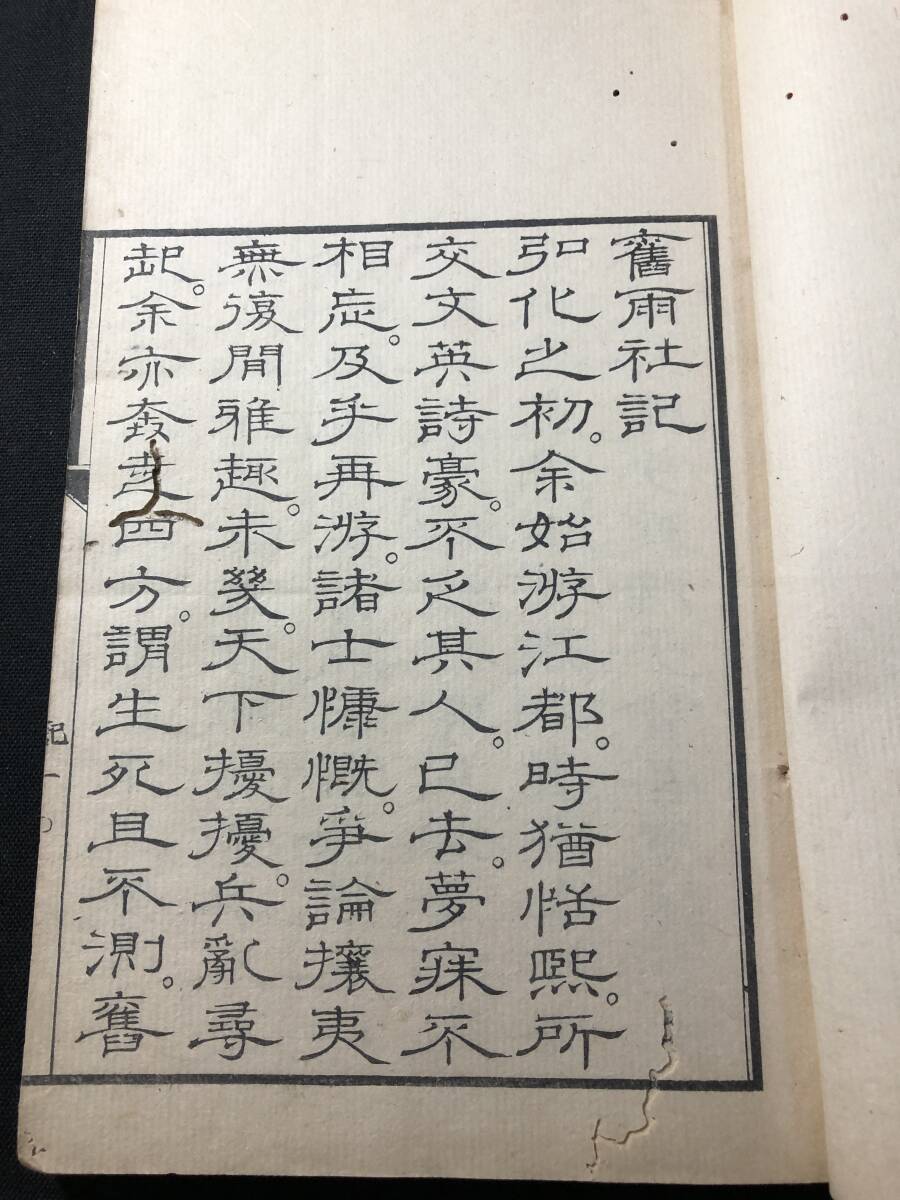 舊雨社記
弘化之初。余始游江都。時猶恬熙。所
交文英詩豪。不乏其人。已去。夢寐不
相忘。及乎再游。諸士慷慨。爭論攘夷
無復間雅趣。未幾。天下擾擾。兵亂尋
起。余亦奔走四方。謂生死且不測。舊
記一